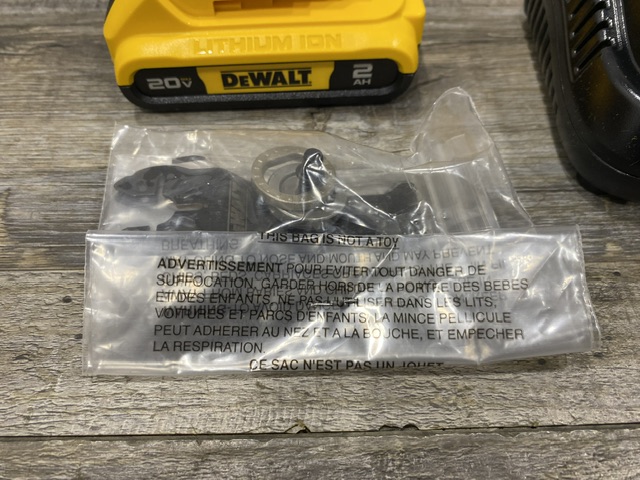 LITHIUM ION
20V
DEWALT
2
AH
THIS BAG IS NOT A TOY
ADVERTISSEMENT POUR EVITER TOUT DANGER DE
SUFFOCATION, GARDER HORS DE LA PORTEE DES BEBES
ET DES ENFANTS. NE PAS UTILISER DANS LES LITS,
VOITURES ET PARCS D'ENFANTS. LA MINCE PELLICULE
PEUT ADHERER AU NEZ ET A LA BOUCHE, ET EMPECHER
LA RESPIRATION.
CE SAC N'EST PAS UN JOUET